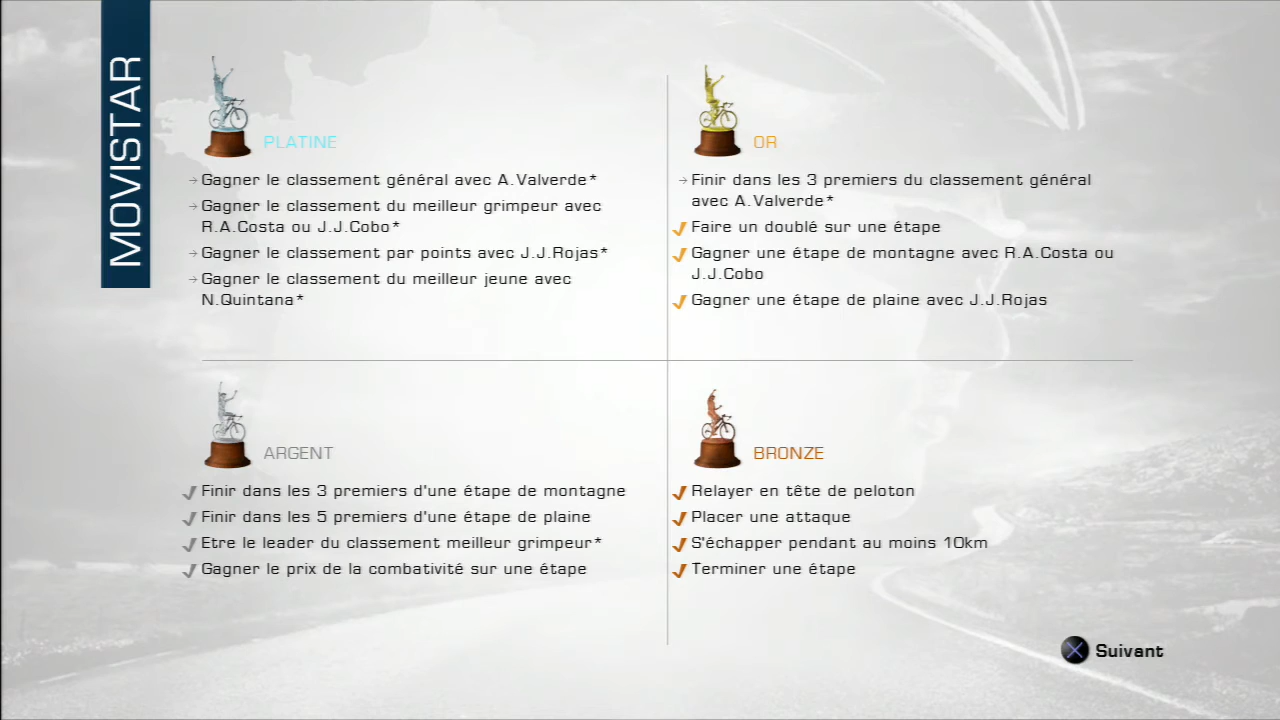 MOVISTAR
PLATINE
Gagner le classement général avec A.Valverde*
Gagner le classement du meilleur grimpeur avec
R.A.Costa ou J.J.Cobo*
Gagner le classement par points avec J.J.Rojas*
Gagner le classement du meilleur jeune avec
N.Quintana*
OR
Finir dans les 3 premiers du classement général
avec A.Valverde*
Faire un doublé sur une étape
Gagner une étape de montagne avec R.A.Costa ou
J.J.Cobo
Gagner une étape de plaine avec J.J.Rojas
ARGENT
Finir dans les 3 premiers d'une étape de montagne
Finir dans les 5 premiers d'une étape de plaine
Etre le leader du classement meilleur grimpeur*
Gagner le prix de la combativité sur une étape
BRONZE
Relayer en tête de peloton
Placer une attaque
S'échapper pendant au moins 10km
Terminer une étape
Suivant